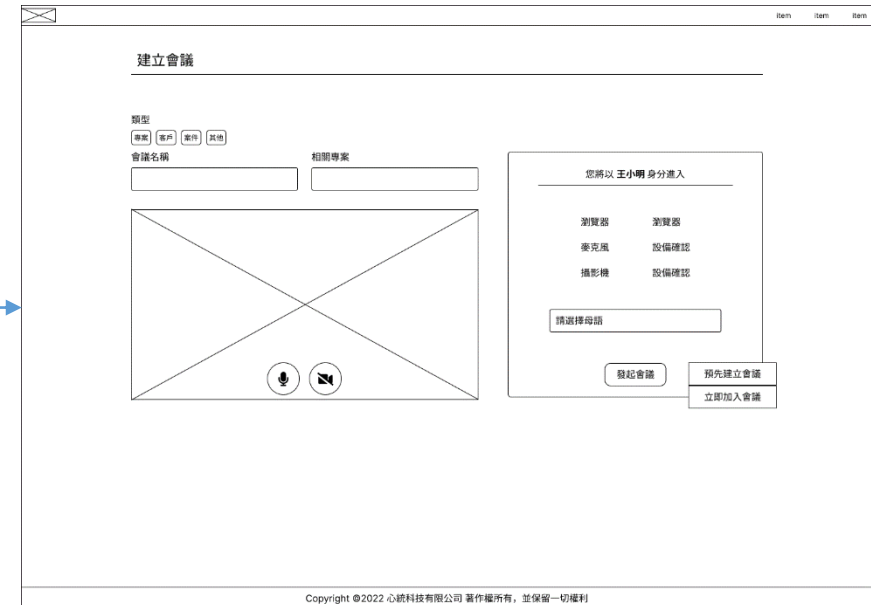 item item item
建立會議
類型
專案 客戶 案件 其他
會議名稱 相關專案
您將以 王小明 身分進入
瀏覽器 瀏覽器
麥克風 設備確認
攝影機 設備確認
請選擇母語
發起會議 預先建立會議
立即加入會議
Copyright ©2022 心統科技有限公司 著作權所有，並保留一切權利